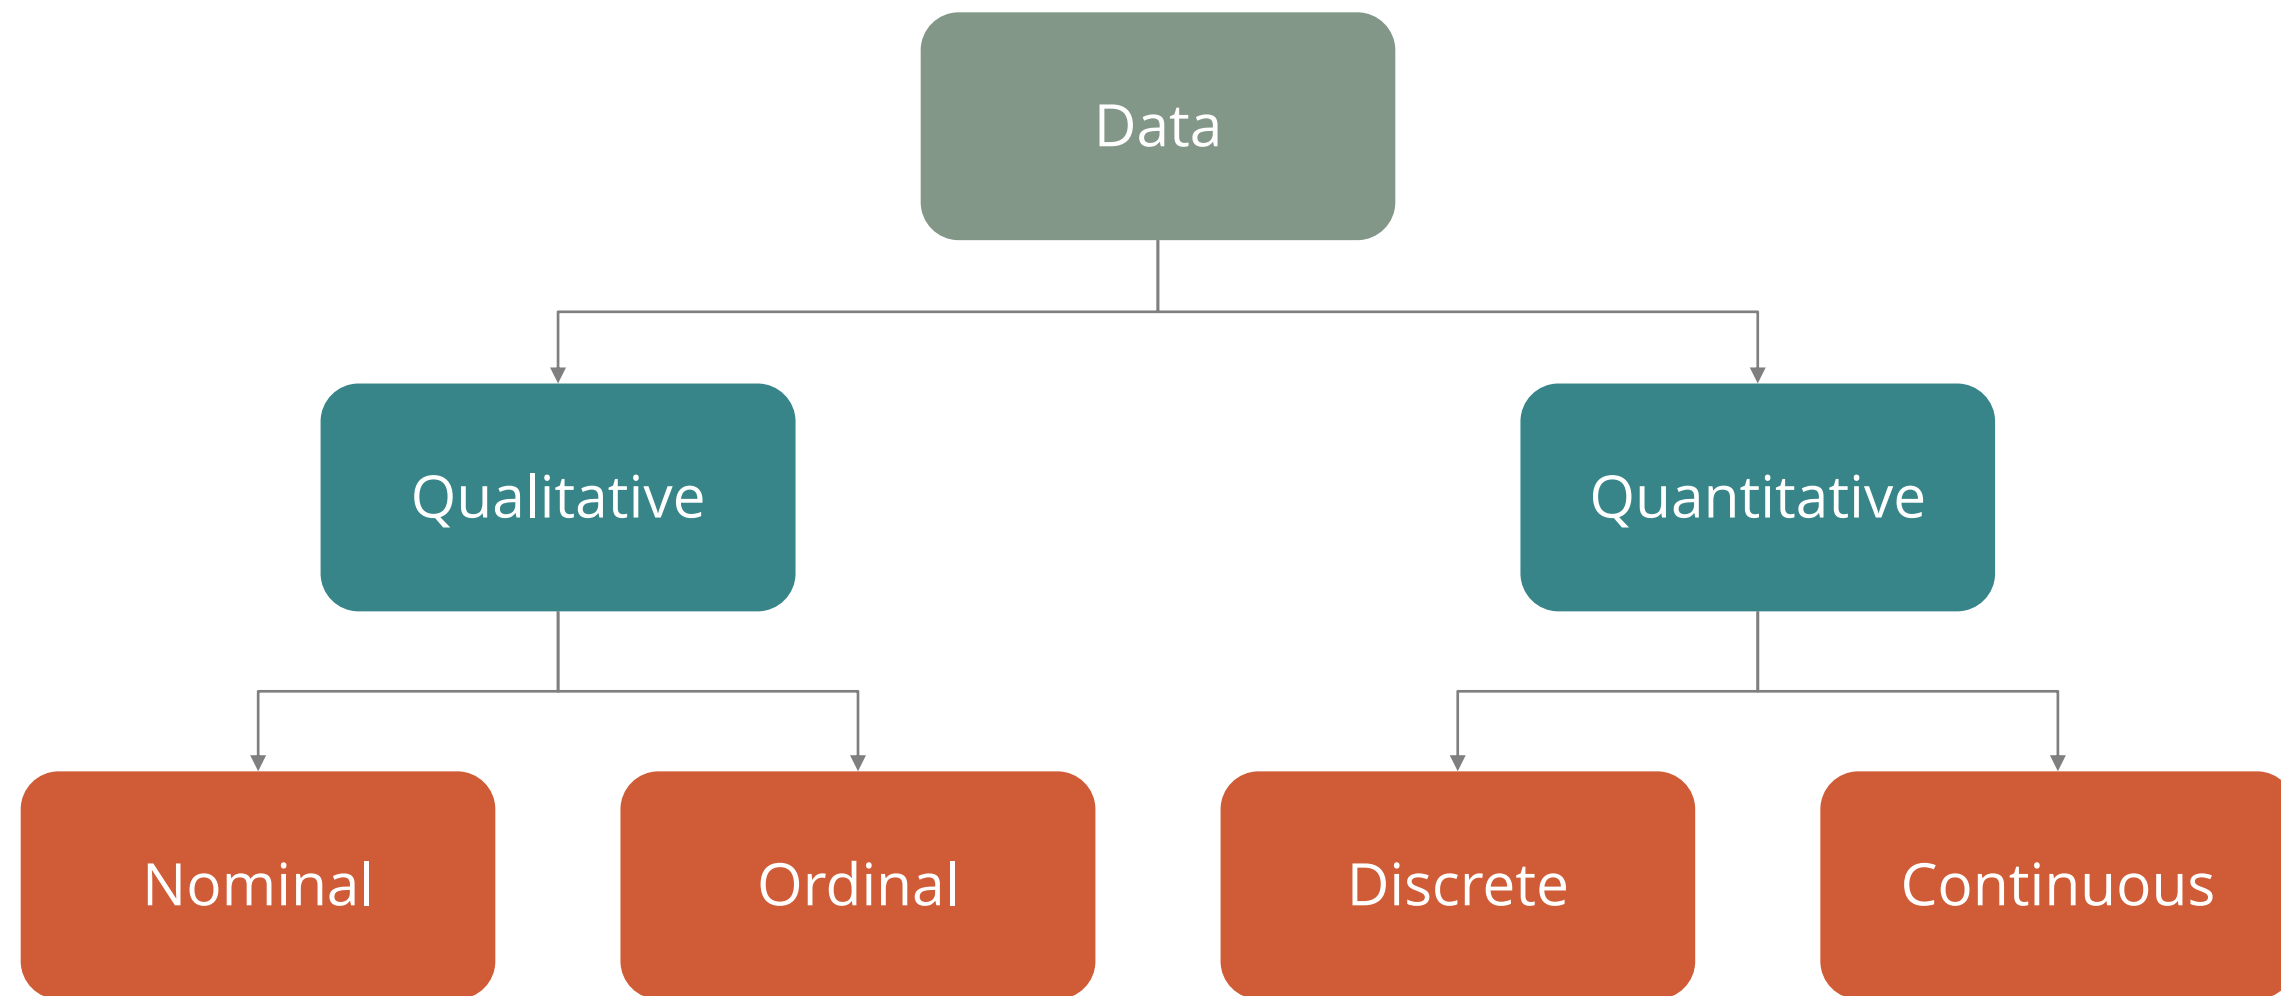 Data
Qualitative
Quantitative
Nominal
Ordinal
Discrete
Continuous